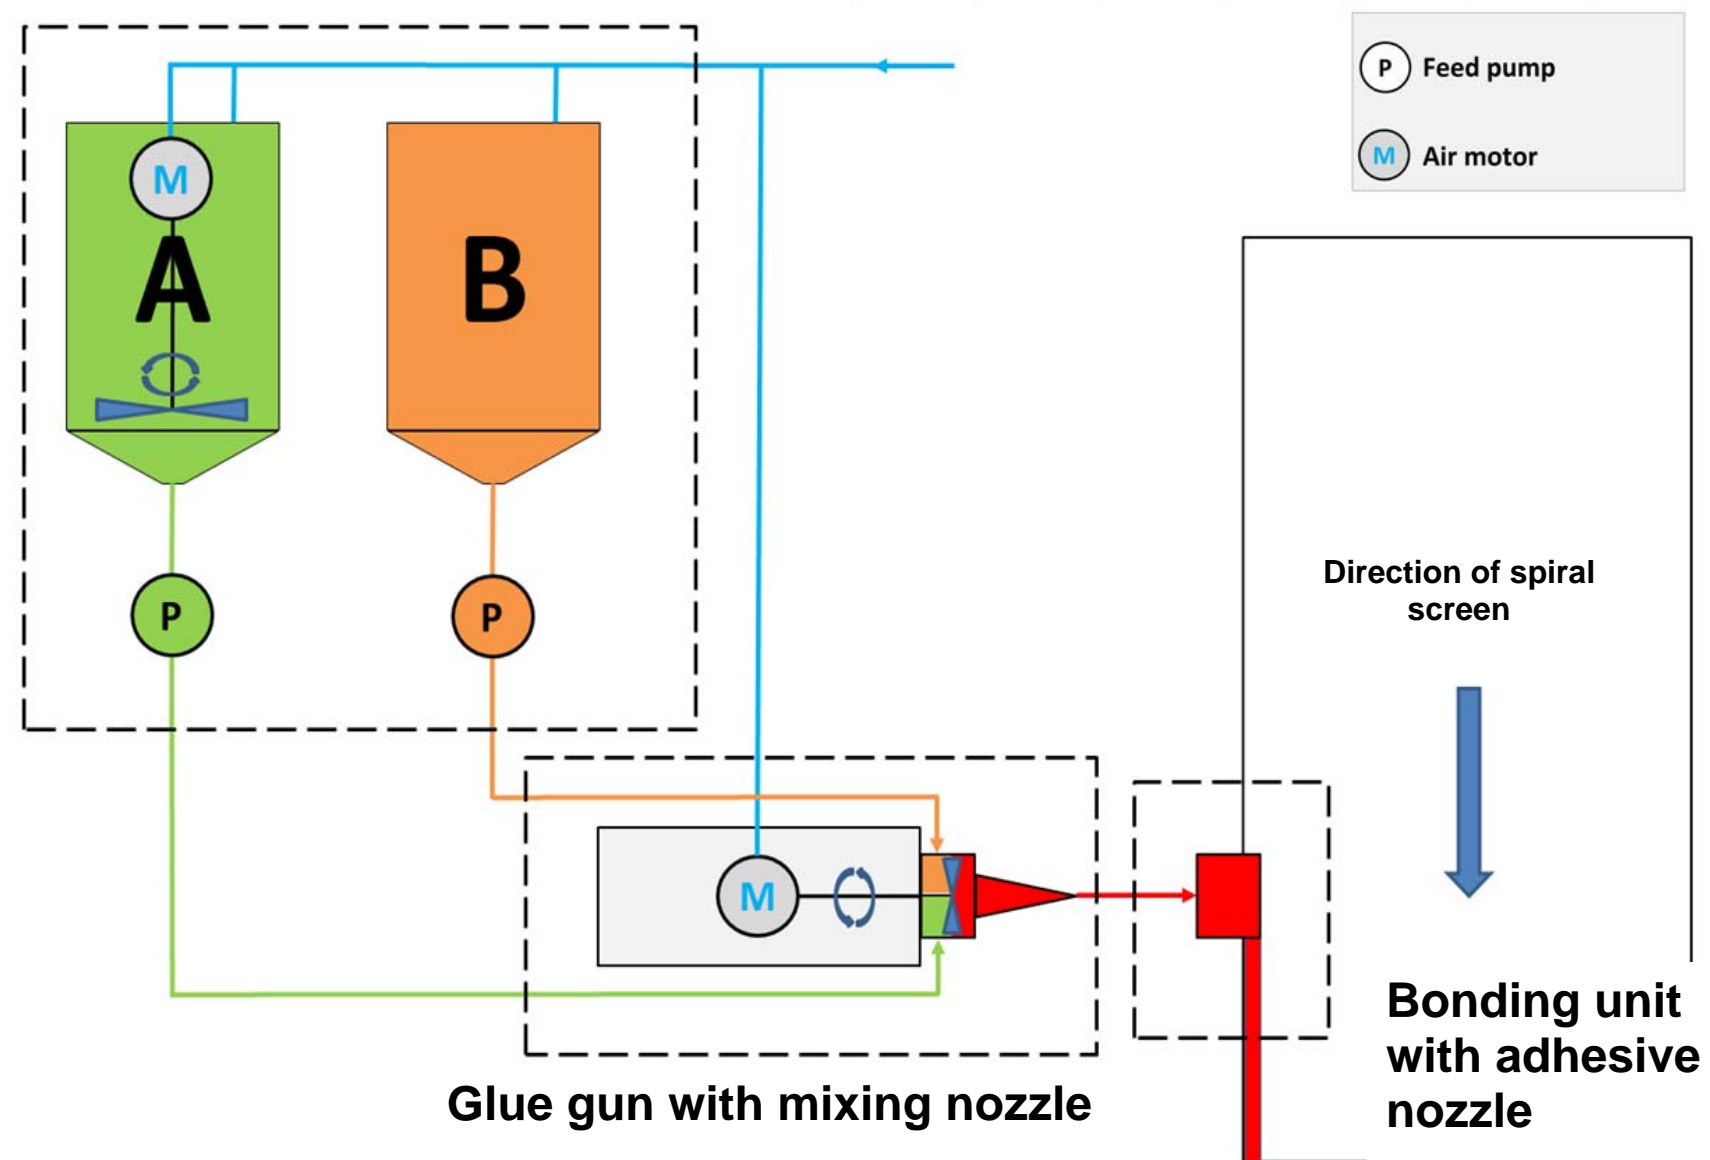 P Feed pump
M Air motor
M
A
B
P
P
Direction of spiral
screen
M
Bonding unit
with adhesive
nozzle
Glue gun with mixing nozzle